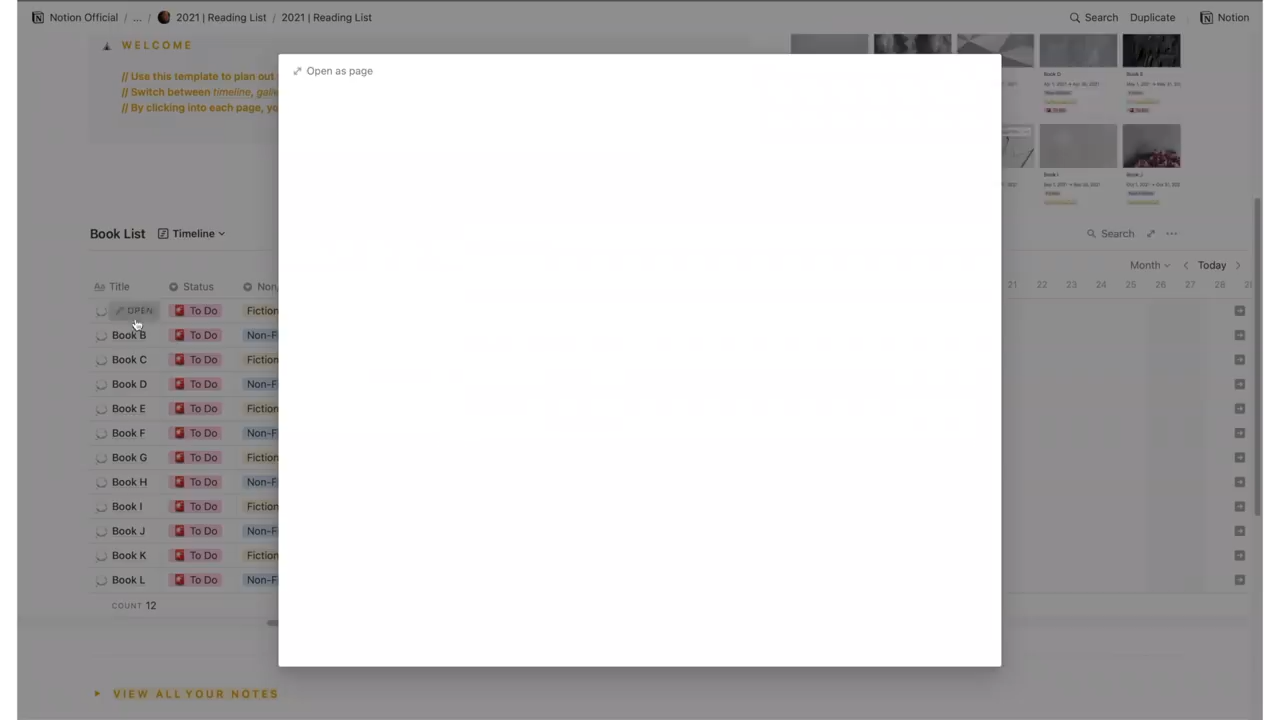 Notion Official / ... / 2021 | Reading List / 2021 | Reading List
Search Duplicate Notion
WELCOME
// Use this template to plan out
// Switch between timeline,
// By clicking into each page,
Open as page
Book D
Book E
Book I
Book J
Book List Timeline
Search
Month Today
Aa Title Status
21 22 23 24 25 26 27 28
OPEN To Do Fiction
Book B To Do Non-F
Book C To Do Fiction
Book D To Do Non-F
Book E To Do Fiction
Book F To Do Non-F
Book G To Do Fiction
Book H To Do Non-F
Book I To Do Fiction
Book J To Do Non-F
Book K To Do Fiction
Book L To Do Non-F
COUNT 12
VIEW ALL YOUR NOTES